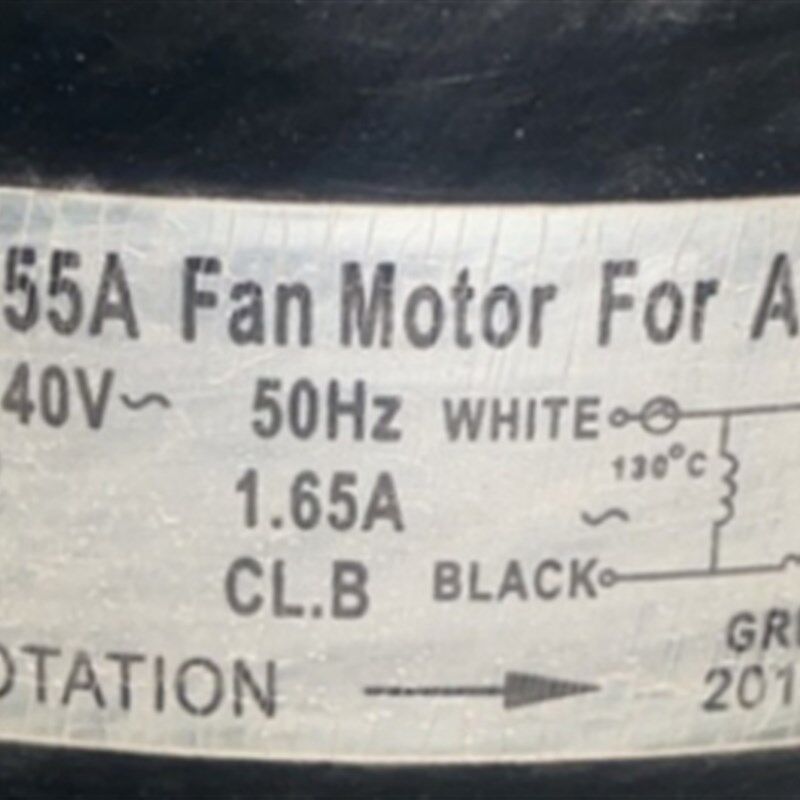 55A Fan Motor For A
40V~ 50Hz WHITE
130°C
1.65A ~
CL.B BLACK
GR
OTATION 201